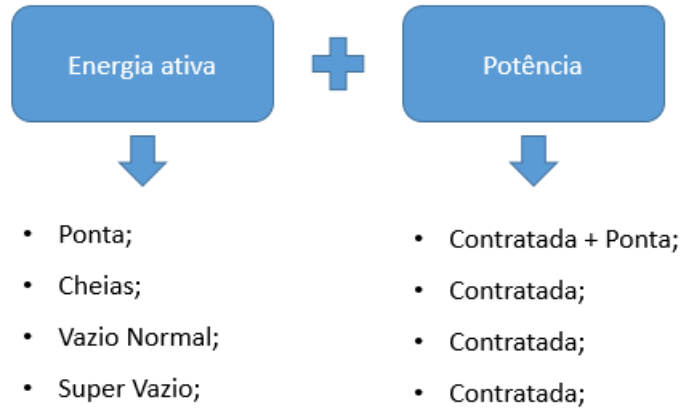 Energia ativa
Potência
• Ponta;
• Cheias;
• Vazio Normal;
• Super Vazio;
• Contratada + Ponta;
• Contratada;
• Contratada;
• Contratada;